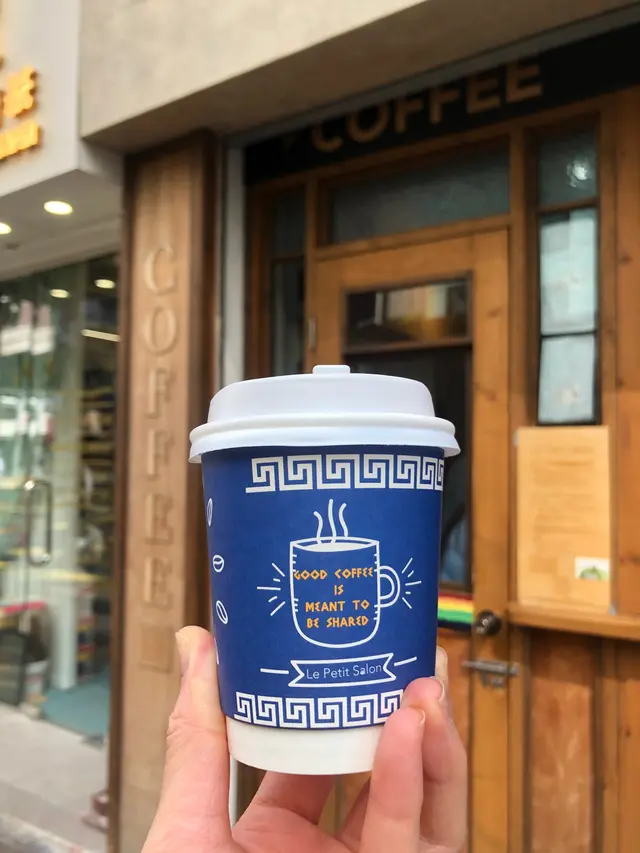 COFFEE
COFFEE
GOOD COFFEE
IS
MEANT TO
BE SHARED
Le Petit Salon